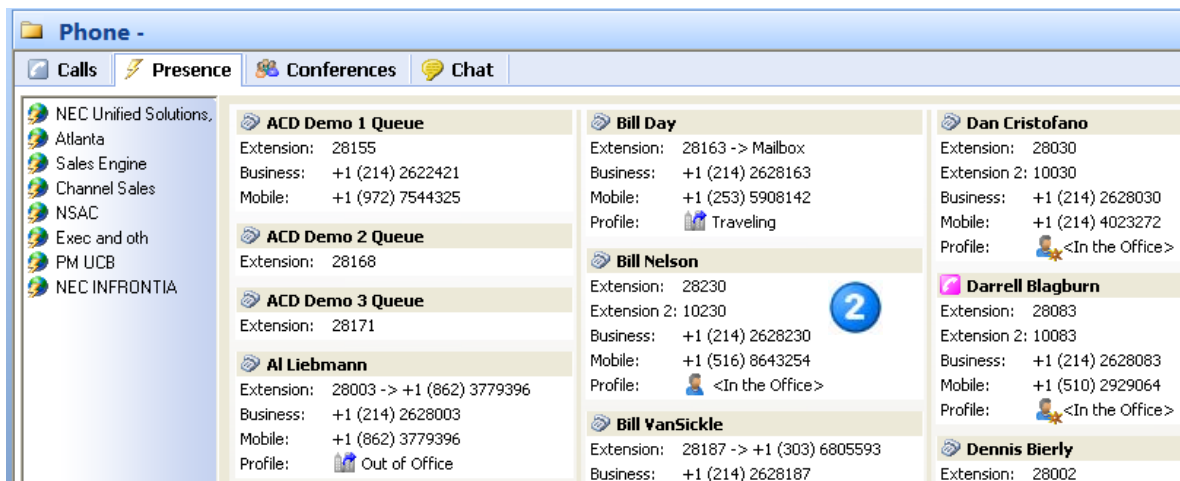 Phone -
Calls Presence Conferences Chat
NEC Unified Solutions,
Atlanta
Sales Engine
Channel Sales
NSAC
Exec and oth
PM UCB
NEC INFRONTIA
ACD Demo 1 Queue
Extension: 28155
Business: +1 (214) 2622421
Mobile: +1 (972) 7544325
ACD Demo 2 Queue
Extension: 28168
ACD Demo 3 Queue
Extension: 28171
Al Liebmann
Extension: 28003 -> +1 (862) 3779396
Business: +1 (214) 2628003
Mobile: +1 (862) 3779396
Profile: Out of Office
Bill Day
Extension: 28163 -> Mailbox
Business: +1 (214) 2628163
Mobile: +1 (253) 5908142
Profile: Traveling
Bill Nelson
Extension: 28230
Extension 2: 10230
Business: +1 (214) 2628230
Mobile: +1 (516) 8643254
Profile: <In the Office>
2
Bill VanSickle
Extension: 28187 -> +1 (303) 6805593
Business: +1 (214) 2628187
Dan Cristofano
Extension: 28030
Extension 2: 10030
Business: +1 (214) 2628030
Mobile: +1 (214) 4023272
Profile: <In the Office>
Darrell Blagburn
Extension: 28083
Extension 2: 10083
Business: +1 (214) 2628083
Mobile: +1 (510) 2929064
Profile: <In the Office>
Dennis Bierly
Extension: 28002